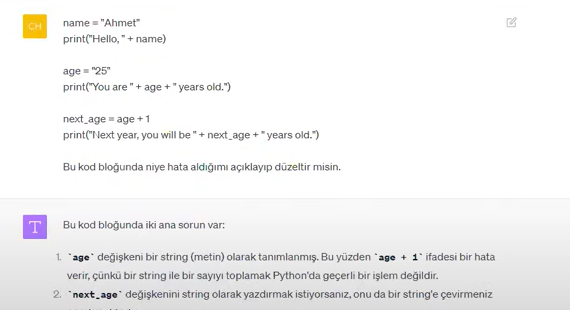 CH
name = "Ahmet"
print("Hello, " + name)
age = "25"
print("You are " + age + " years old.")
next_age = age + 1
print("Next year, you will be " + next_age + " years old.")
Bu kod bloğunda niye hata aldığımı açıklayıp düzeltir misin.
T
Bu kod bloğunda iki ana sorun var:
1. `age` değişkeni bir string (metin) olarak tanımlanmış. Bu yüzden `age + 1` ifadesi bir hata
verir, çünkü bir string ile bir sayıyı toplamak Python'da geçerli bir işlem değildir.
2. `next_age` değişkenini string olarak yazdırmak istiyorsanız, onu da bir string'e çevirmeniz